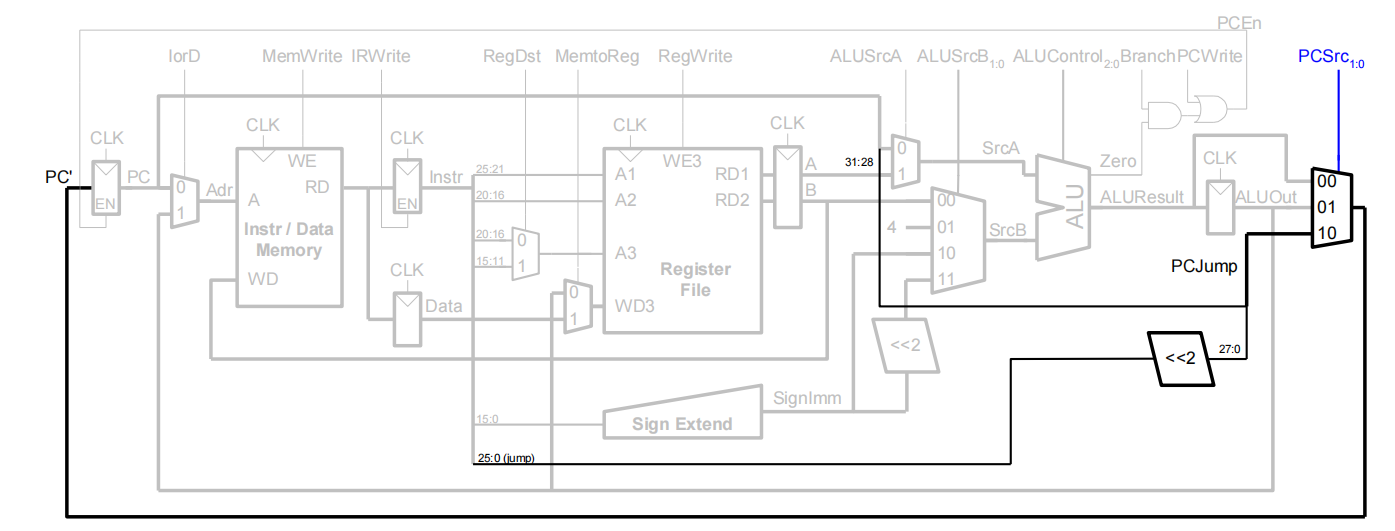 PCEn
IorD MemWrite IRWrite RegDst MemtoReg RegWrite ALUSrcA ALUSrcB1:0 ALUControl2:0 Branch PCWrite PCSrc1:0
CLK CLK CLK CLK CLK
PC' PC EN
0 1 Adr
WE A RD
Instr / Data
Memory
WD
EN Instr
CLK
Data
25:21
20:16
20:16
15:11
0 1
0 1
WE3
A1 RD1
A2 RD2
A3
Register
File
WD3
A
B
31:28
0 1
SrcA
00
4 01
10
11
SrcB
ALU
Zero
ALUResult
CLK
ALUOut
00
01
10
PCJump
<<2
<<2
27:0
SignImm
15:0
Sign Extend
25:0 (jump)